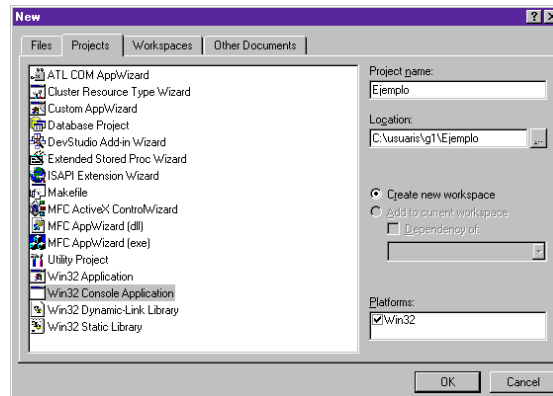 New
Files
Projects
Workspaces
Other Documents
ATL COM AppWizard
Cluster Resource Type Wizard
Custom AppWizard
Database Project
DevStudio Add-in Wizard
Extended Stored Proc Wizard
ISAPI Extension Wizard
Makefile
MFC ActiveX ControlWizard
MFC AppWizard (dll)
MFC AppWizard (exe)
Utility Project
Win32 Application
Win32 Console Application
Win32 Dynamic-Link Library
Win32 Static Library
Project name:
Ejemplo
Location:
C:\usuaris\g1\Ejemplo
...
Create new workspace
Add to current workspace
Dependency of:
Platforms:
Win32
OK
Cancel